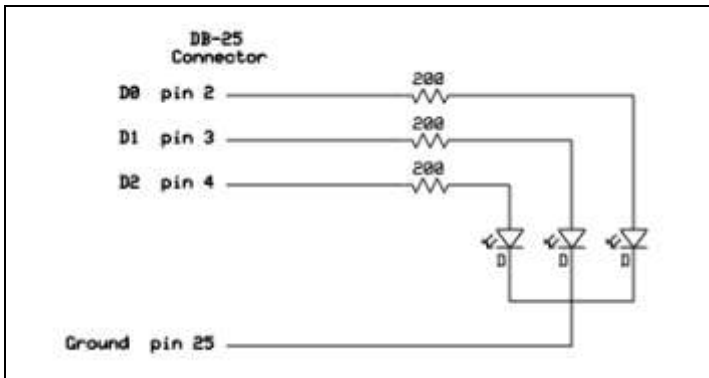 DB-25
Connector
200
D0 pin 2
200
D1 pin 3
200
D2 pin 4
D D D
Ground pin 25